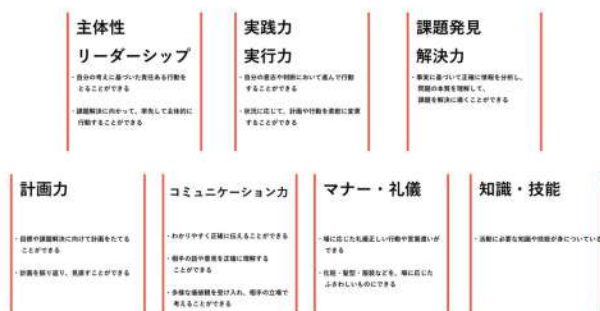 主体性
リーダーシップ
・自分の考えに基づいた責任ある行動を
とることができる
・課題解決に向かって、率先して主体的に
行動することができる
実践力
実行力
・自分の意志や判断において進んで行動
することができる
・状況に応じて、計画や行動を柔軟に変更
することができる
課題発見
解決力
・事実に基づいて正確に情報を分析し、
問題の本質を理解して、
課題を解決に導くことができる
計画力
・目標や課題解決に向けて計画をたてる
ことができる
・計画を振り返り、見直すことができる
コミュニケーション力
・わかりやすく正確に伝えることができる
・相手の話や意見を正確に理解する
ことができる
・多様な価値観を受け入れ、相手の立場で
考えることができる
マナー・礼儀
・場に応じた礼儀正しい行動や言葉遣いが
できる
・化粧・髪型・服装などを、場に応じた
ふさわしいものにできる
知識・技能
・活動に必要な知識や技能が身についている